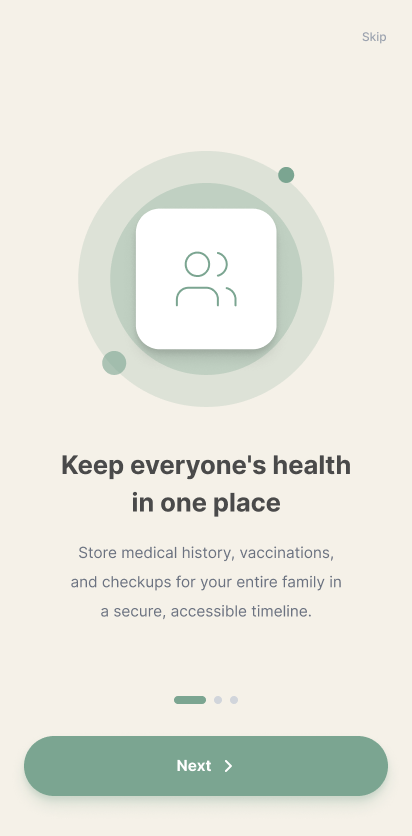 Skip
Keep everyone's health
in one place
Store medical history, vaccinations,
and checkups for your entire family in
a secure, accessible timeline.
Next